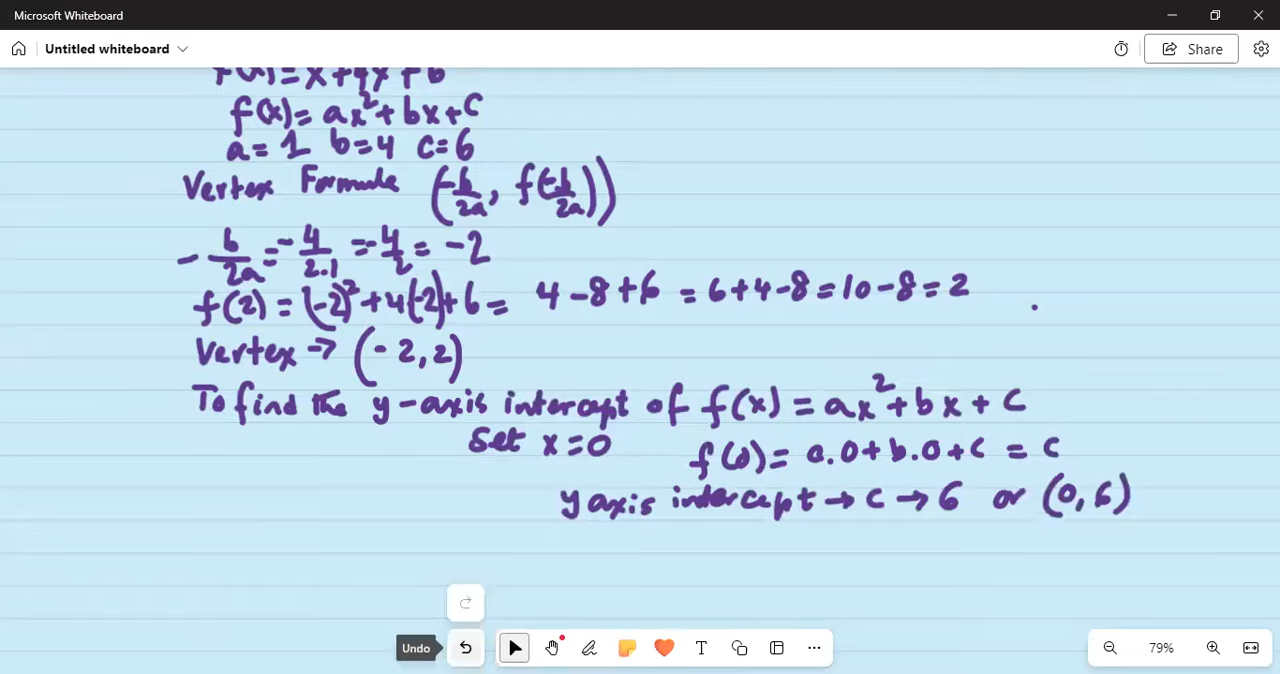 Microsoft Whiteboard
Untitled whiteboard
Share
f(x) = x+4x+6
f(x)= ax²+bx+c
a= 1 b=4 c=6
Vertex Formula (-b/2a, f(-b/2a))
-b/2a=-4/2.1=-4/2= -2
f(2) = (-2)²+4(-2)+6= 4-8+6 = 6+4-8=10-8=2
Vertex → (-2,2)
To find the y-axis intercept of f(x) = ax²+bx+c
Set x=0 f(0)= a.0+b.0+c = c
y axis intercept → c → 6 or (0,6)
Undo
79%